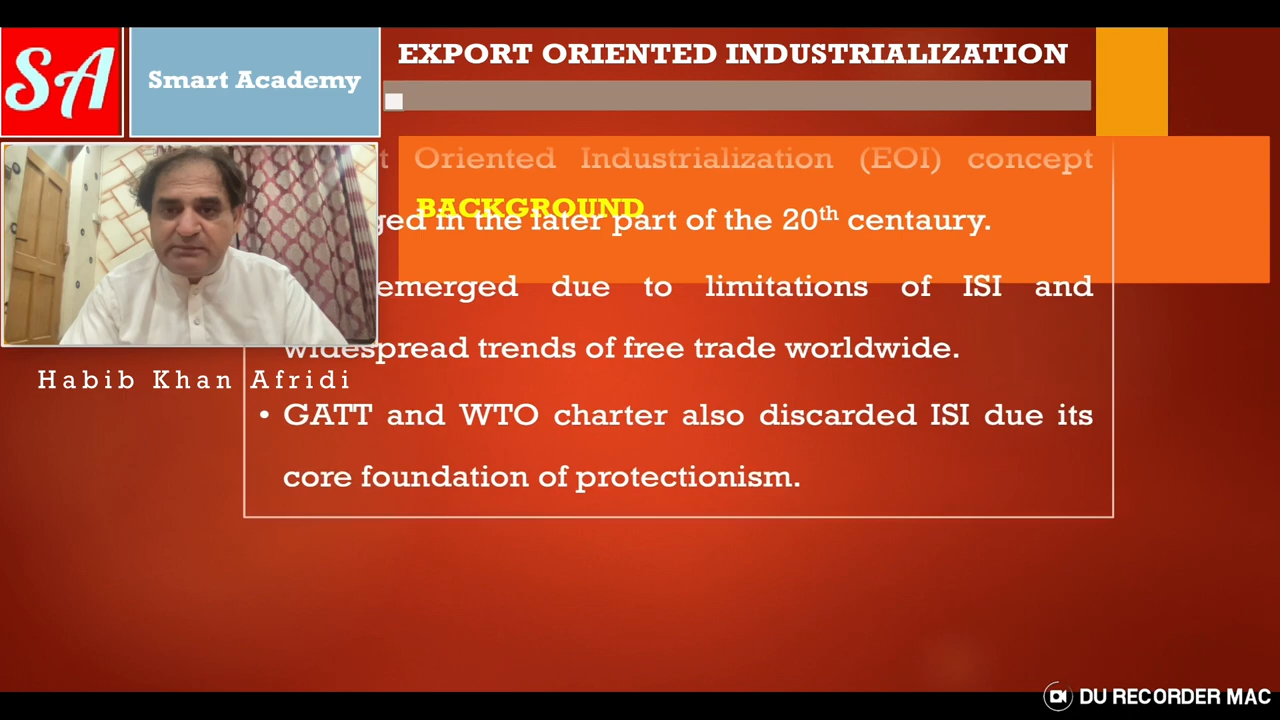 SA
Smart Academy
EXPORT ORIENTED INDUSTRIALIZATION
Oriented Industrialization (EOI) concept
BACKGROUND
in the later part of the 20th centaury.
emerged due to limitations of ISI and
widespread trends of free trade worldwide.
Habib Khan Afridi
• GATT and WTO charter also discarded ISI due its
core foundation of protectionism.
DU RECORDER MAC